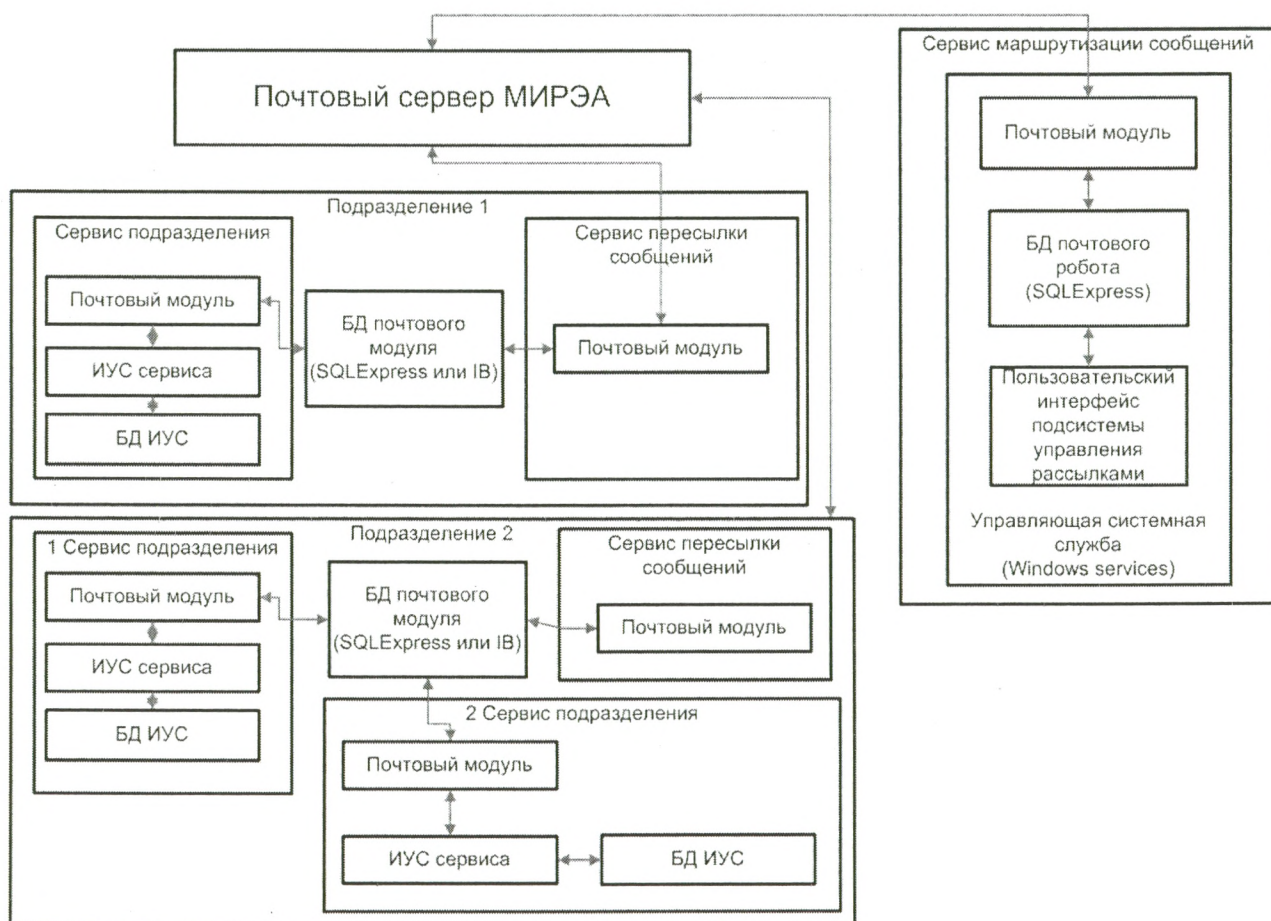 Почтовый сервер МИРЭА
Сервис маршрутизации сообщений
Почтовый модуль
БД почтового
робота
(SQLExpress)
Пользовательский
интерфейс
подсистемы
управления
рассылками
Управляющая системная
служба
(Windows services)
Подразделение 1
Сервис подразделения
Почтовый модуль
ИУС сервиса
БД ИУС
БД почтового
модуля
(SQLExpress или IB)
Сервис пересылки
сообщений
Почтовый модуль
Подразделение 2
1 Сервис подразделения
Почтовый модуль
ИУС сервиса
БД ИУС
БД почтового
модуля
(SQLExpress или IB)
Сервис пересылки
сообщений
Почтовый модуль
2 Сервис подразделения
Почтовый модуль
ИУС сервиса
БД ИУС